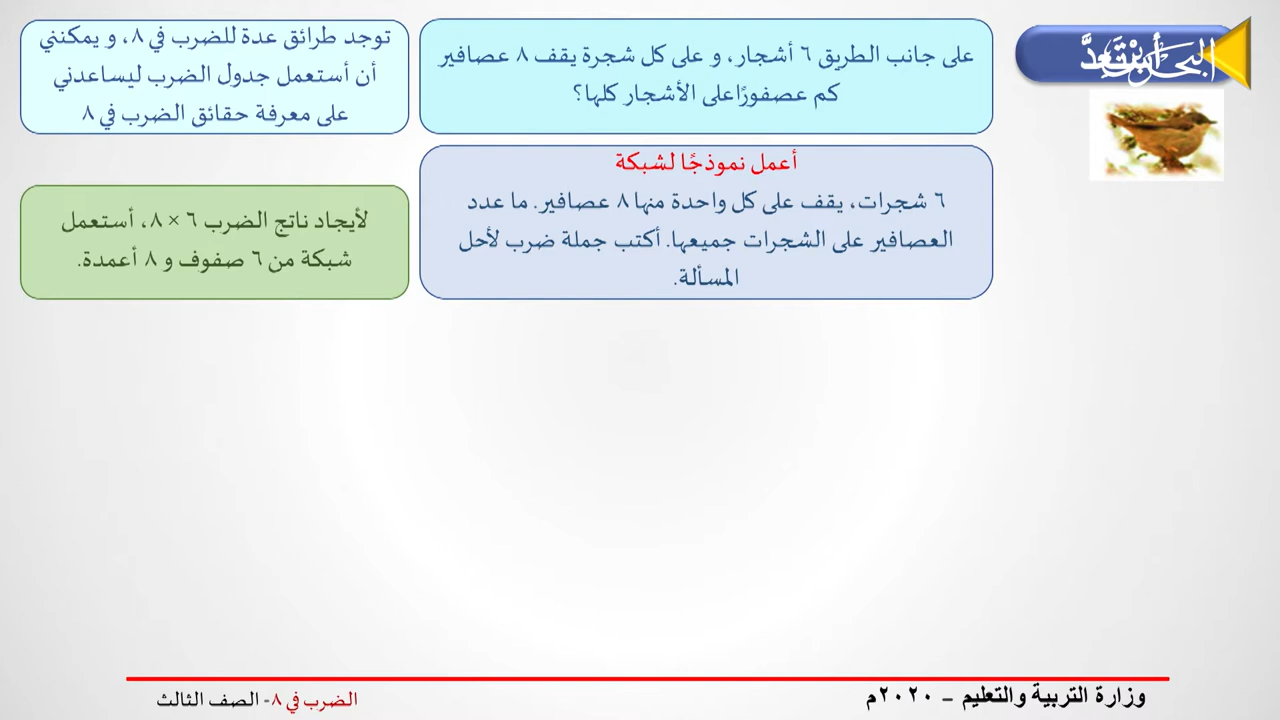 على جانب الطريق ٦ أشجار، و على كل شجرة يقف ٨ عصافير
كم عصفورًاعلى الأشجار كلها؟
توجد طرائق عدة للضرب في ٨، و يمكنني
أن أستعمل جدول الضرب ليساعدني
على معرفة حقائق الضرب في ٨
أعمل نموذجًا لشبكة
٦ شجرات، يقف على كل واحدة منها ٨ عصافير. ما عدد
العصافير على الشجرات جميعها. أكتب جملة ضرب لأحل
المسألة.
لأيجاد ناتج الضرب ٦ × ٨، أستعمل
شبكة من ٦ صفوف و ٨ أعمدة.
وزارة التربية والتعليم – ٢٠٢٠م
الضرب في ٨- الصف الثالث